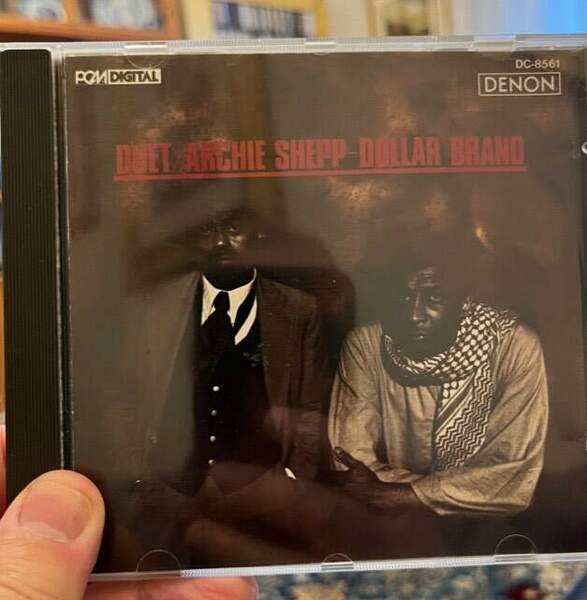 PCM DIGITAL
DC-8561
DENON
DUET/ARCHIE SHEPP-DOLLAR BRAND